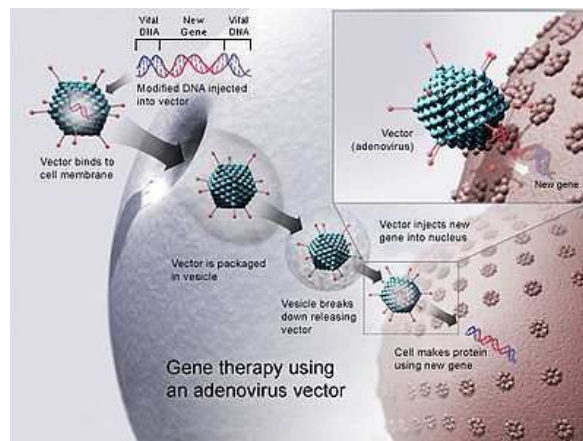 Vital
DNA
New
Gene
Vital
DNA
Modified DNA injected
into vector
Vector binds to
cell membrane
Vector is packaged
in vesicle
Vesicle breaks
down releasing
vector
Vector injects new
gene into nucleus
Cell makes protein
using new gene
Vector
(adenovirus)
New gene
Gene therapy using
an adenovirus vector